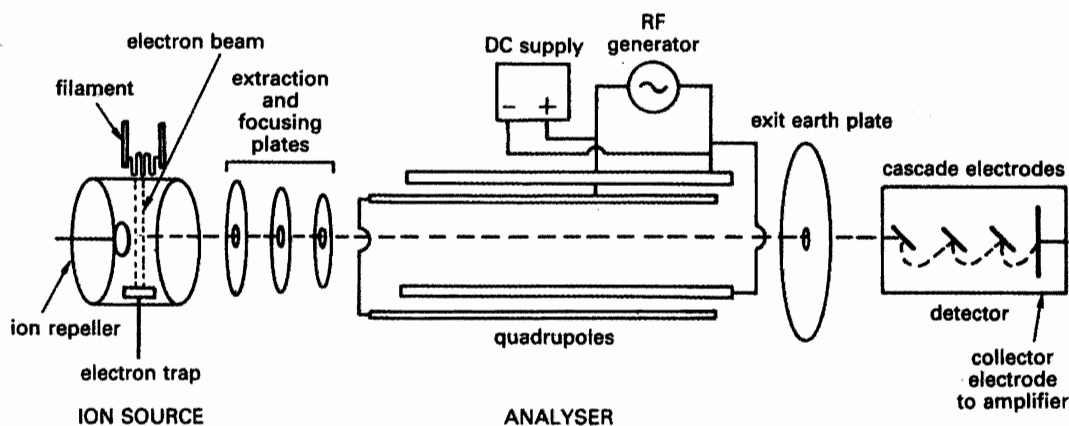 electron beam
filament
extraction
and
focusing
plates
DC supply
- +
RF
generator
exit earth plate
cascade electrodes
ion repeller
electron trap
quadrupoles
detector
collector
electrode
to amplifier
ION SOURCE
ANALYSER